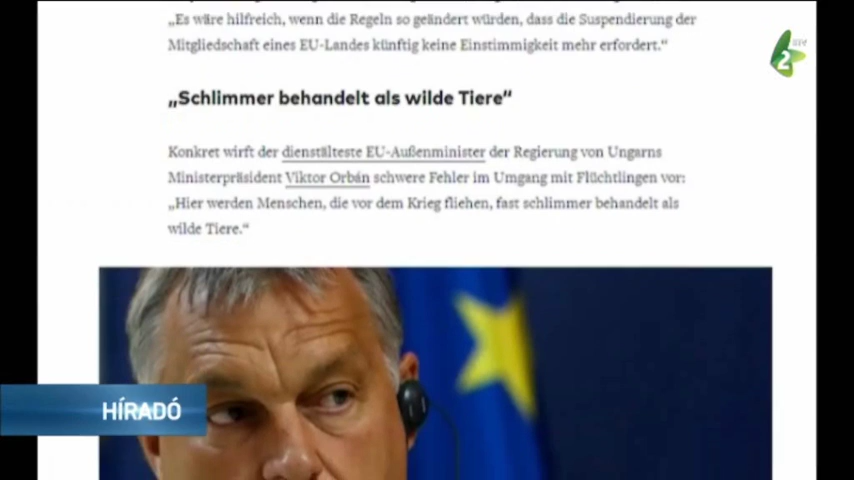 „Es wäre hilfreich, wenn die Regeln so geändert würden, dass die Suspendierung der
Mitgliedschaft eines EU-Landes künftig keine Einstimmigkeit mehr erfordert.“
„Schlimmer behandelt als wilde Tiere“
Konkret wirft der dienstälteste EU-Außenminister der Regierung von Ungarns
Ministerpräsident Viktor Orbán schwere Fehler im Umgang mit Flüchtlingen vor:
„Hier werden Menschen, die vor dem Krieg fliehen, fast schlimmer behandelt als
wilde Tiere.“
HÍRADÓ
2